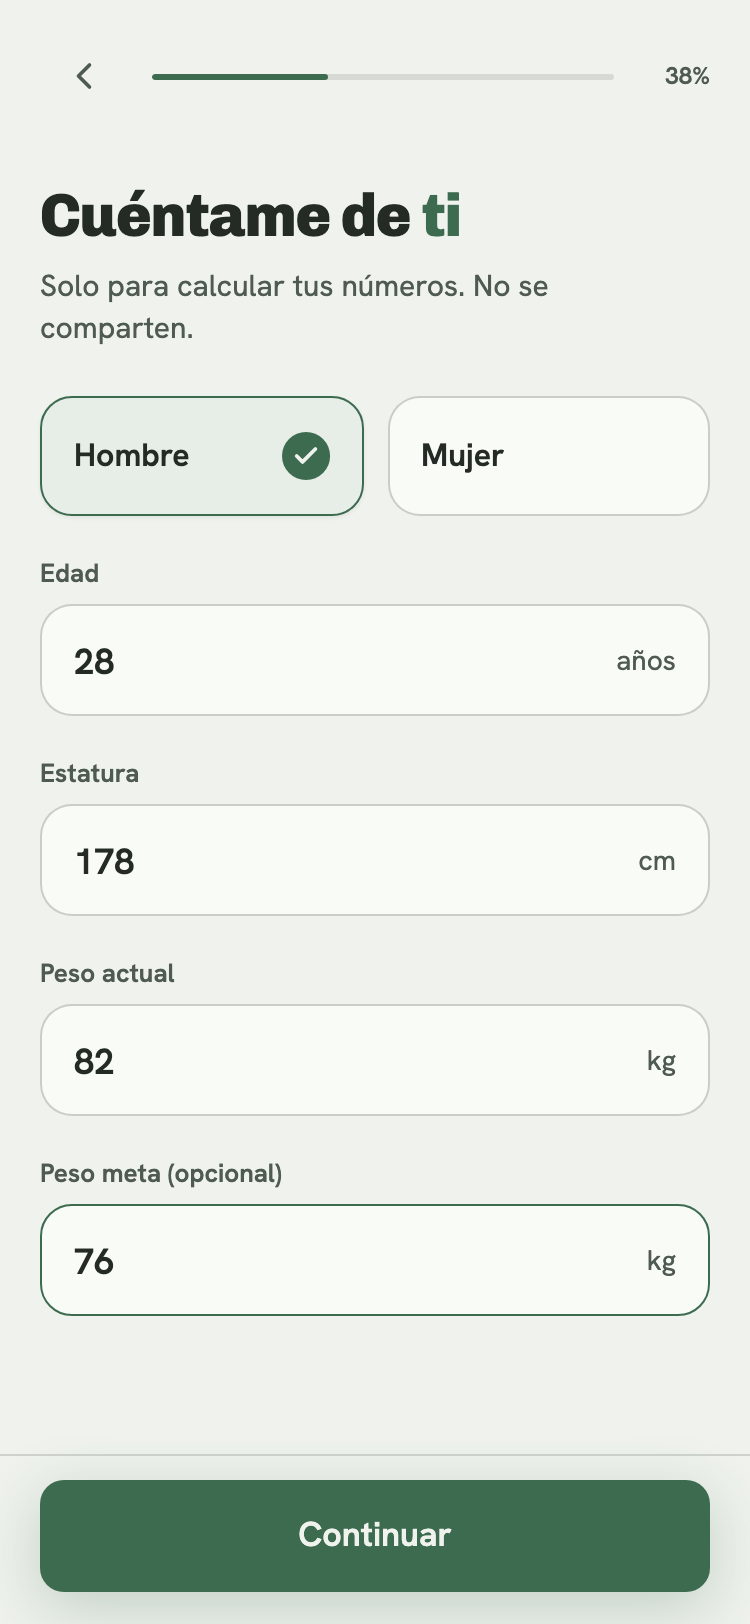 38%
Cuéntame de ti
Solo para calcular tus números. No se
comparten.
Hombre
Mujer
Edad
28 años
Estatura
178 cm
Peso actual
82 kg
Peso meta (opcional)
76 kg
Continuar